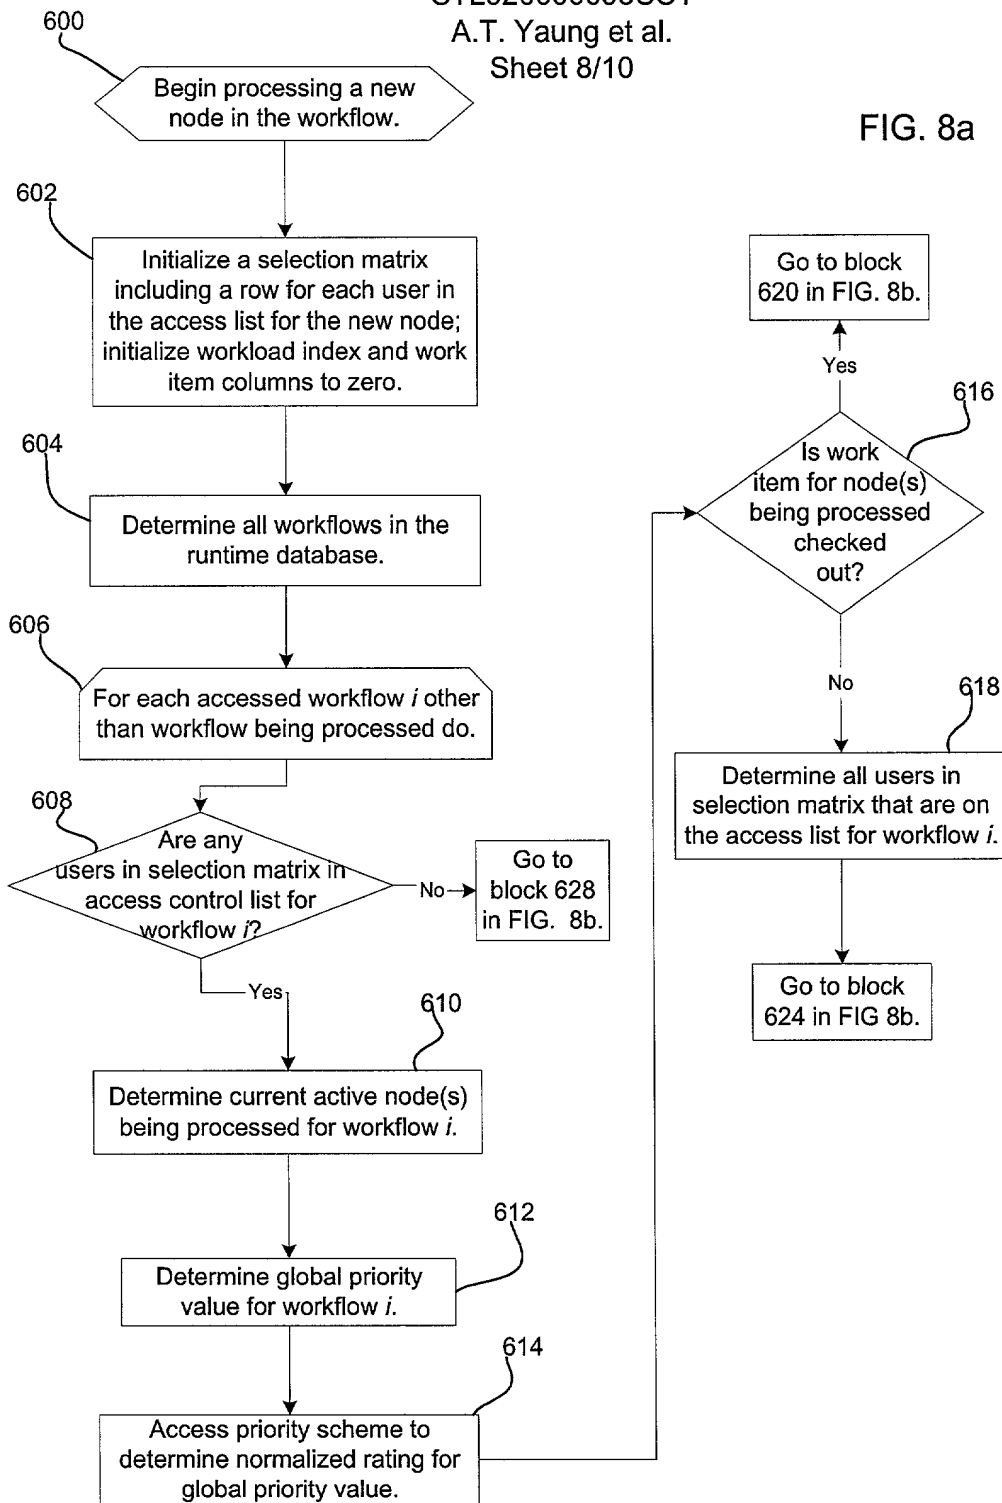 A.T. Yaung et al.
Sheet 8/10
FIG. 8a
600
Begin processing a new
node in the workflow.
602
Initialize a selection matrix
including a row for each user in
the access list for the new node;
initialize workload index and work
item columns to zero.
604
Determine all workflows in the
runtime database.
606
For each accessed workflow i other
than workflow being processed do.
608
Are any
users in selection matrix in
access control list for
workflow i?
No
Go to
block 628
in FIG. 8b.
Yes
610
Determine current active node(s)
being processed for workflow i.
612
Determine global priority
value for workflow i.
614
Access priority scheme to
determine normalized rating for
global priority value.
616
Is work
item for node(s)
being processed
checked
out?
Yes
Go to block
620 in FIG. 8b.
No
618
Determine all users in
selection matrix that are on
the access list for workflow i.
Go to block
624 in FIG 8b.